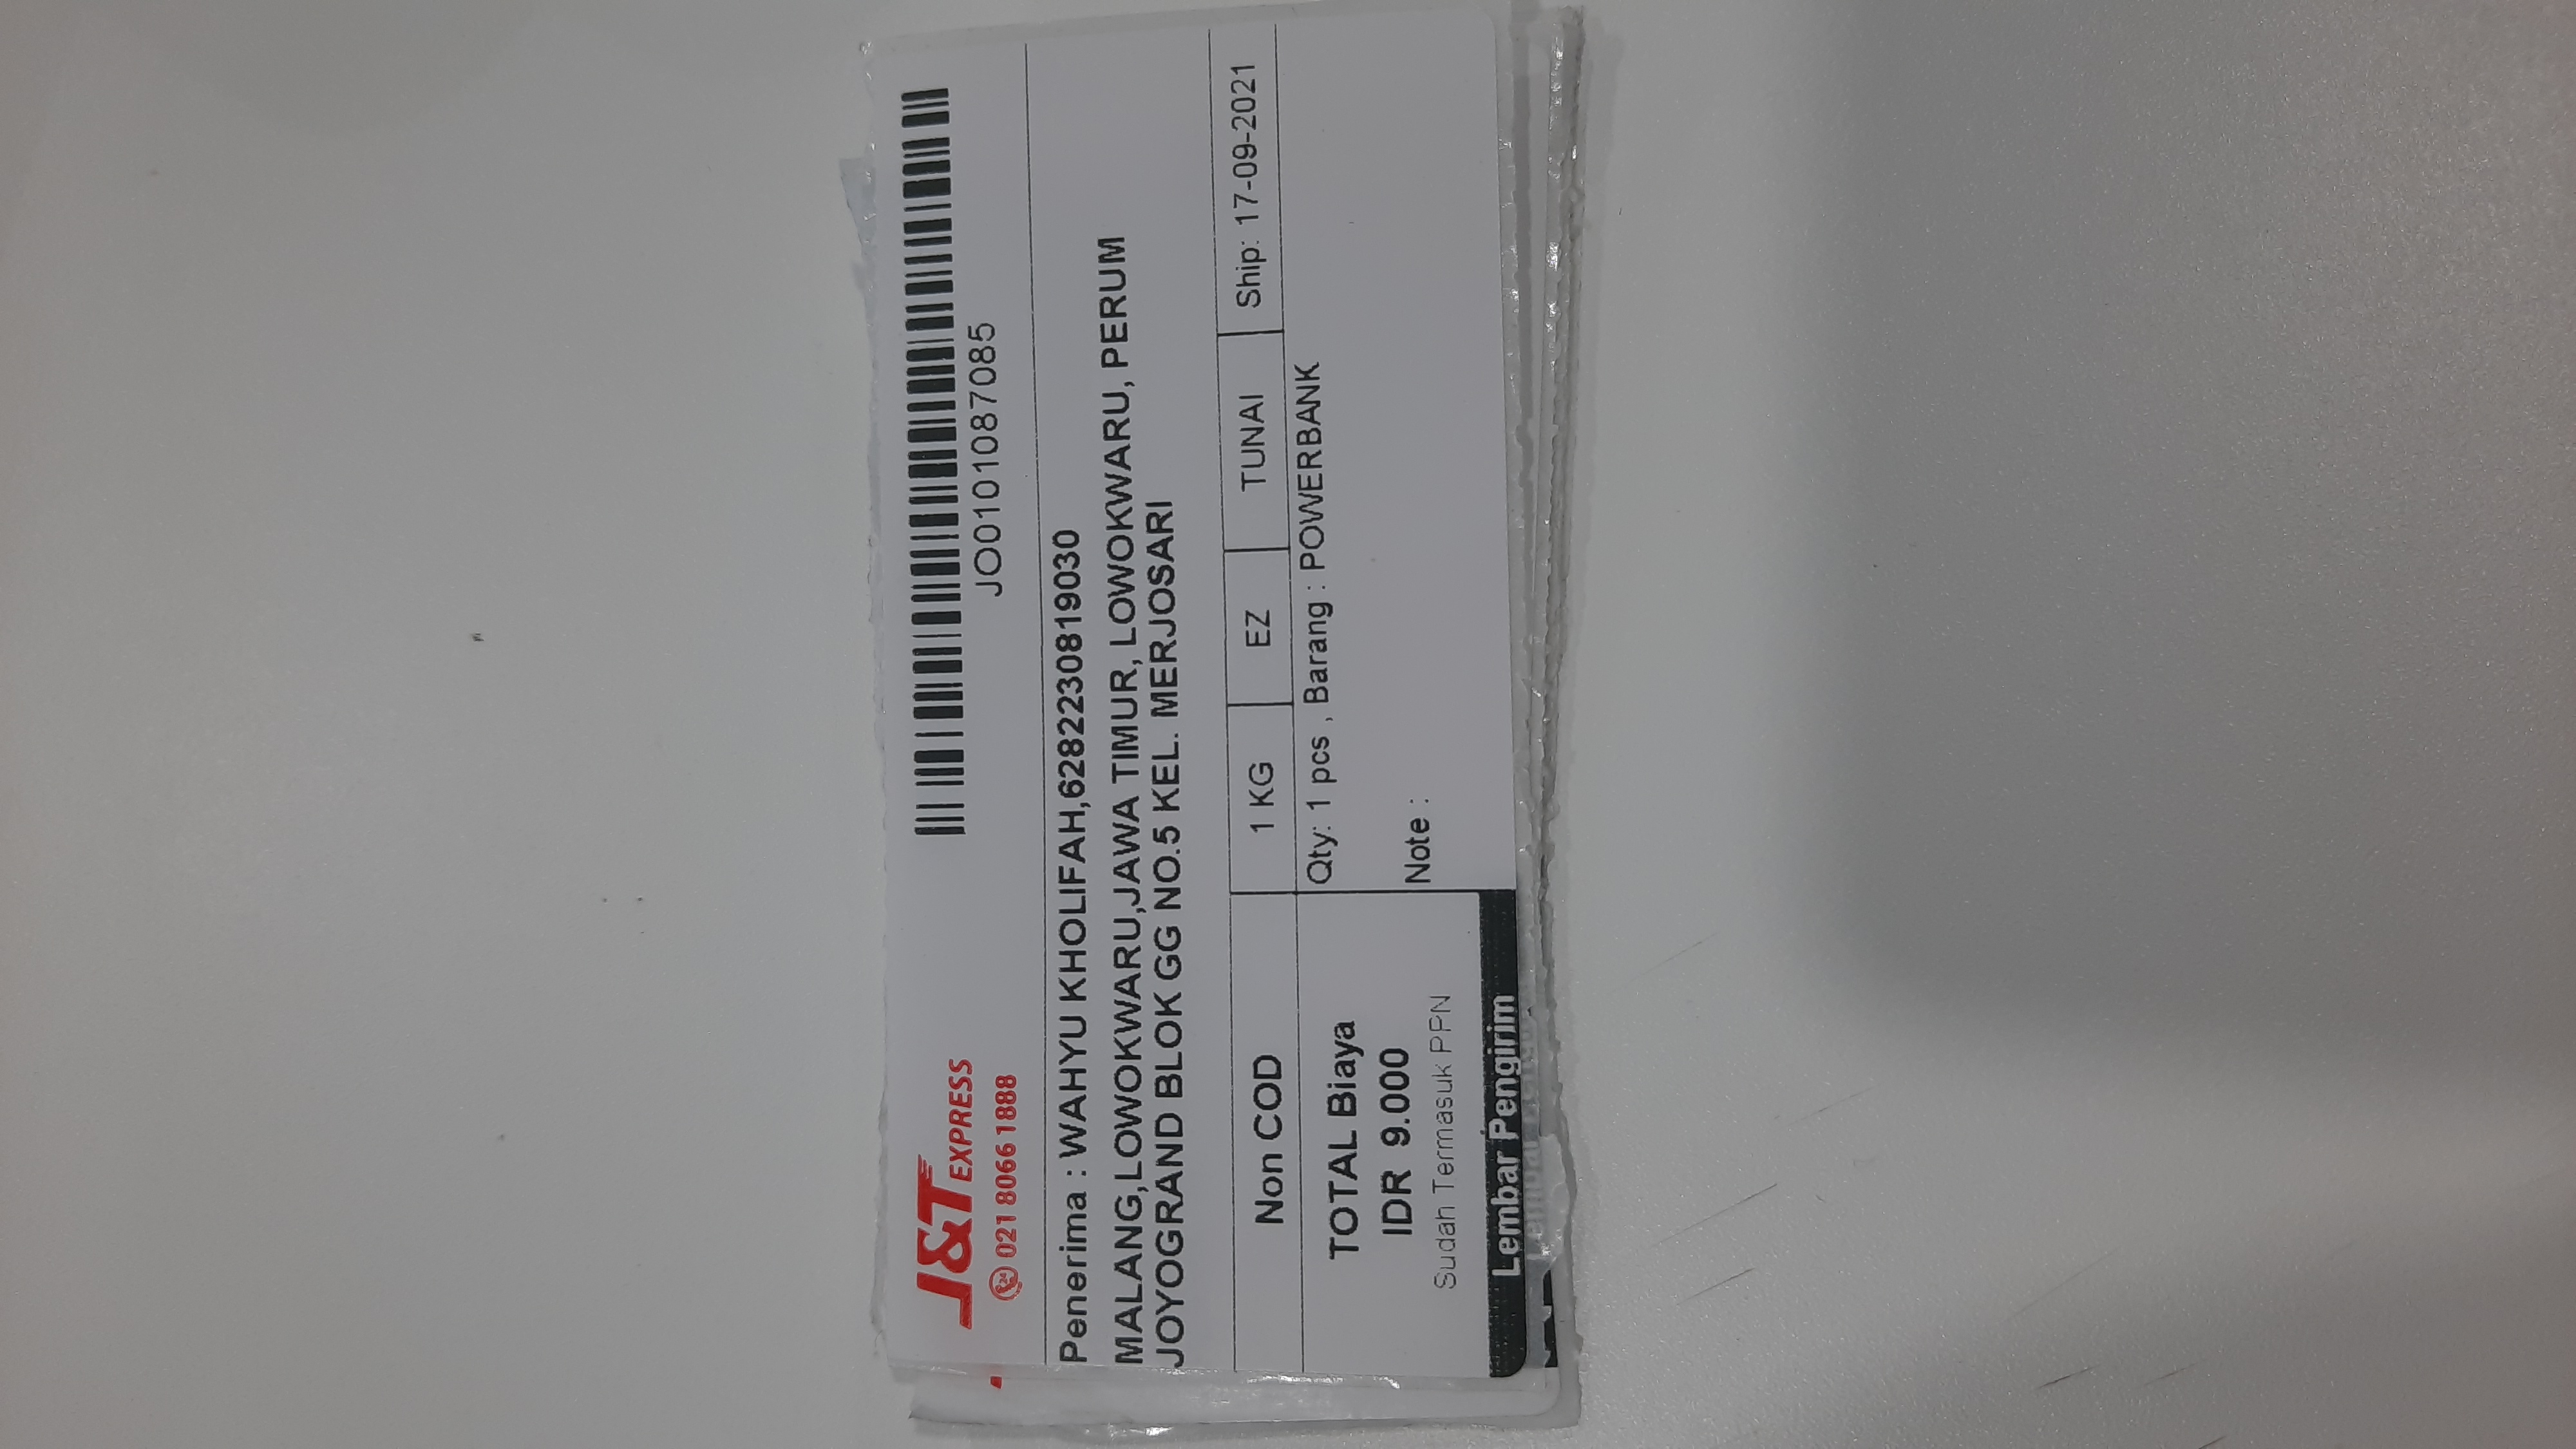 J&T EXPRESS
24 021 8066 1888
JO0101087085
Penerima : WAHYU KHOLIFAH,6282230819030
MALANG,LOWOKWARU,JAWA TIMUR, LOWOKWARU, PERUM
JOYOGRAND BLOK GG NO.5 KEL. MERJOSARI
Non COD
1 KG
EZ
TUNAI
Ship: 17-09-2021
TOTAL Biaya
IDR 9.000
Sudah Termasuk PPN
Lembar Pengirim
Qty: 1 pcs , Barang : POWERBANK
Note :